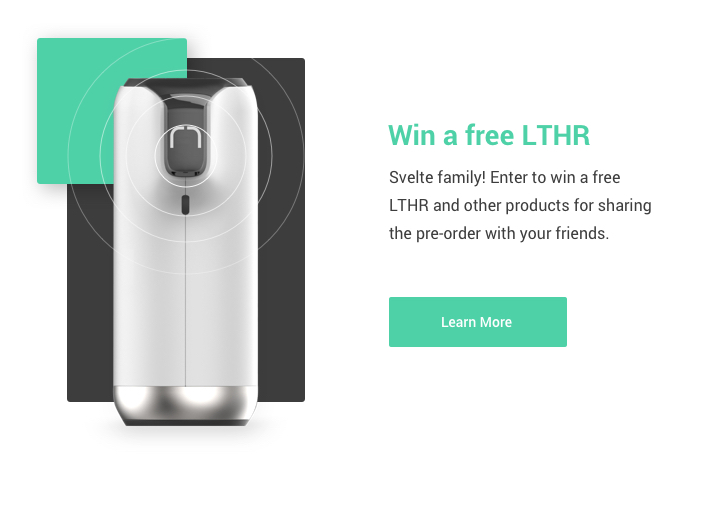 Win a free LTHR
Svelte family! Enter to win a free
LTHR and other products for sharing
the pre-order with your friends.
Learn More